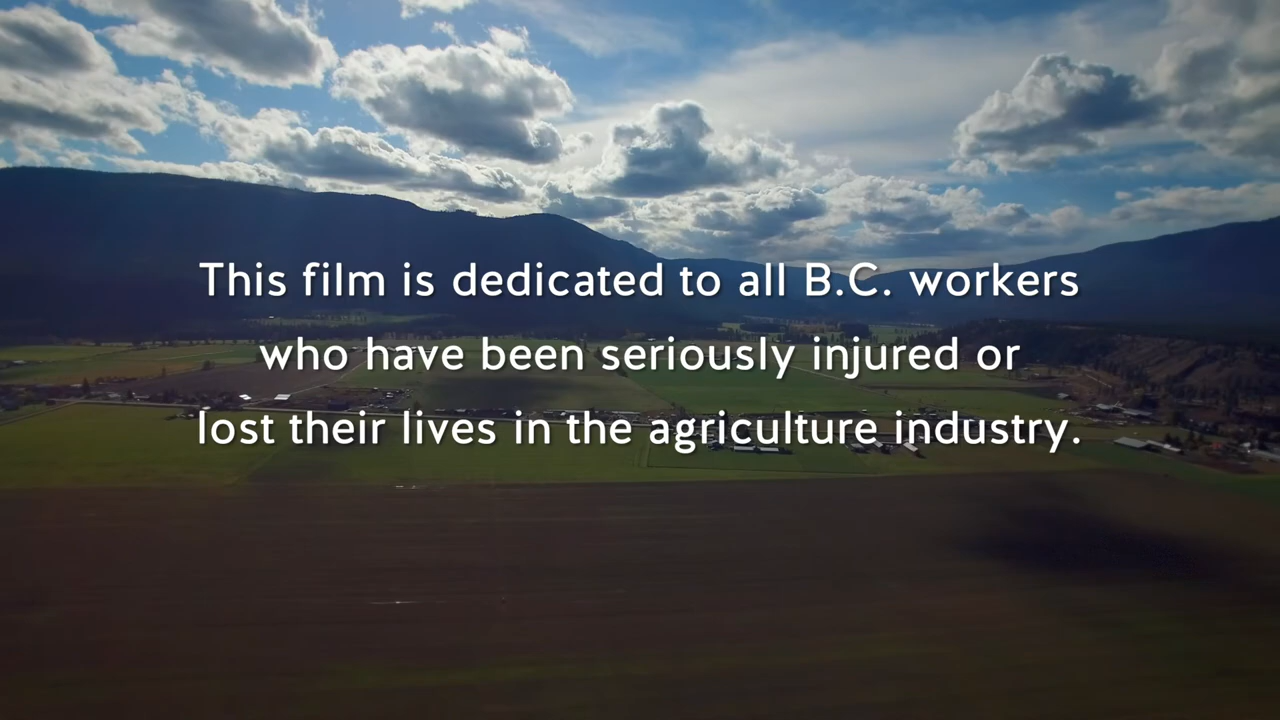 This film is dedicated to all B.C. workers
who have been seriously injured or
lost their lives in the agriculture industry.